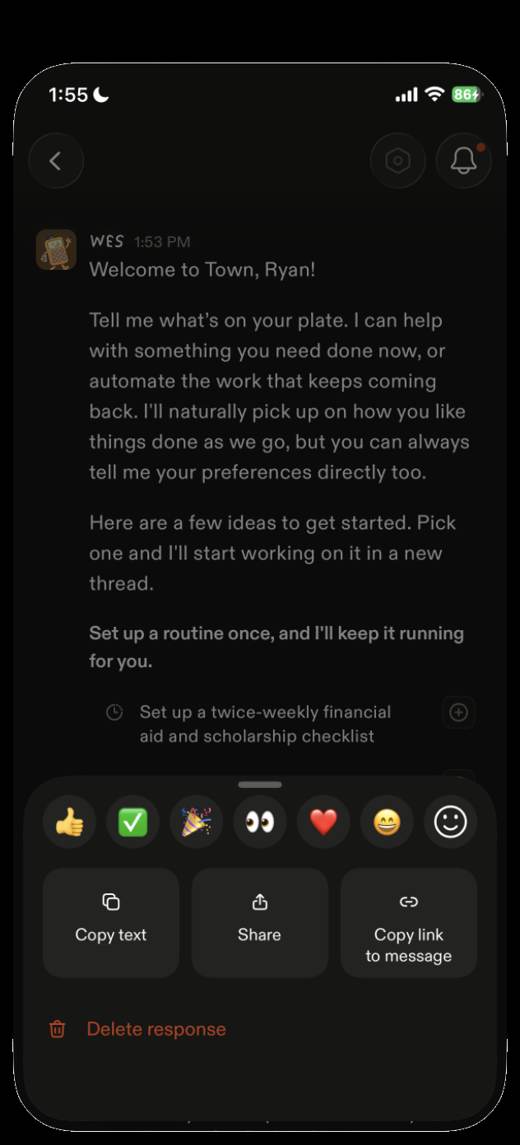 1:55
86
WES 1:53 PM
Welcome to Town, Ryan!
Tell me what's on your plate. I can help
with something you need done now, or
automate the work that keeps coming
back. I'll naturally pick up on how you like
things done as we go, but you can always
tell me your preferences directly too.
Here are a few ideas to get started. Pick
one and I'll start working on it in a new
thread.
Set up a routine once, and I'll keep it running
for you.
Set up a twice-weekly financial
aid and scholarship checklist
Copy text
Share
Copy link
to message
Delete response